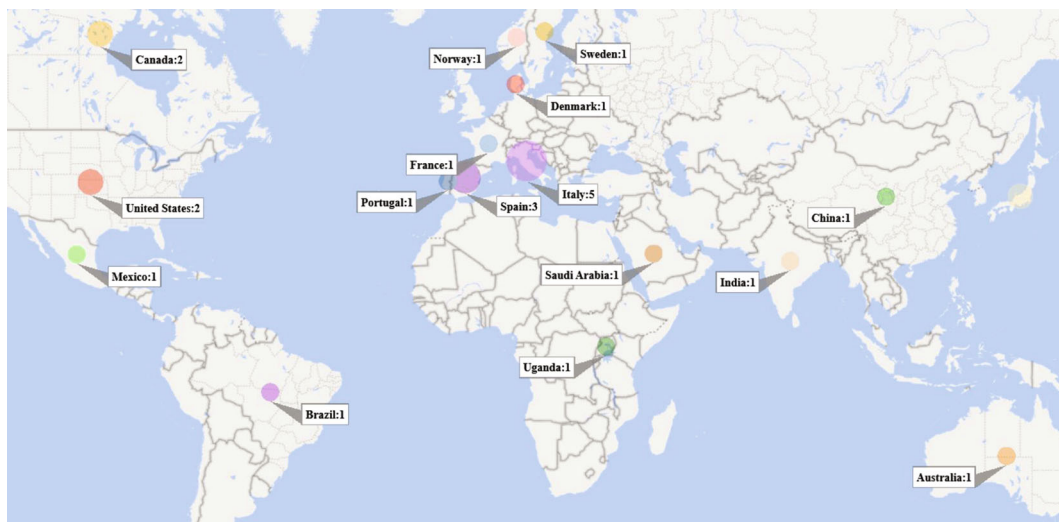 Canada:2
Norway:1
Sweden:1
Denmark:1
France:1
Portugal:1
Spain:3
Italy:5
United States:2
China:1
Mexico:1
Saudi Arabia:1
India:1
Uganda:1
Brazil:1
Australia:1